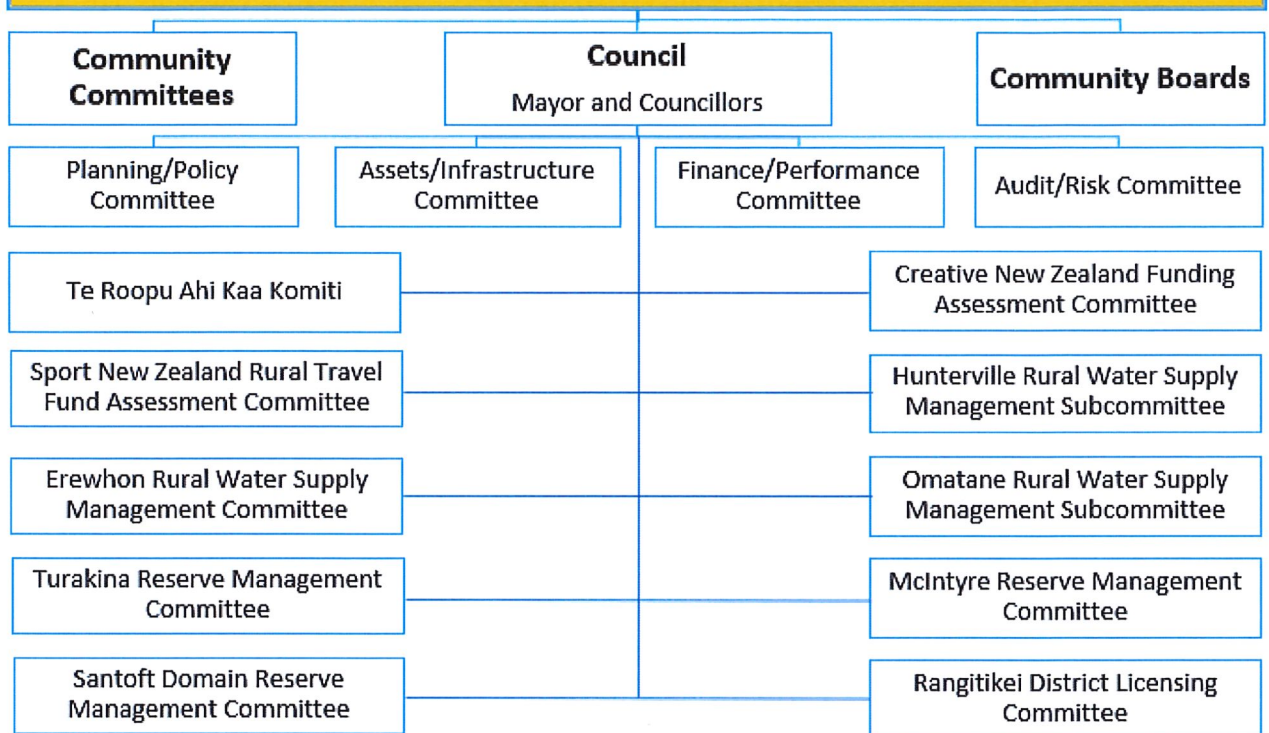 Community
Committees
Council
Mayor and Councillors
Community Boards
Planning/Policy
Committee
Assets/Infrastructure
Committee
Finance/Performance
Committee
Audit/Risk Committee
Te Roopu Ahi Kaa Komiti
Creative New Zealand Funding
Assessment Committee
Sport New Zealand Rural Travel
Fund Assessment Committee
Hunterville Rural Water Supply
Management Subcommittee
Erewhon Rural Water Supply
Management Committee
Omatane Rural Water Supply
Management Subcommittee
Turakina Reserve Management
Committee
McIntyre Reserve Management
Committee
Santoft Domain Reserve
Management Committee
Rangitikei District Licensing
Committee